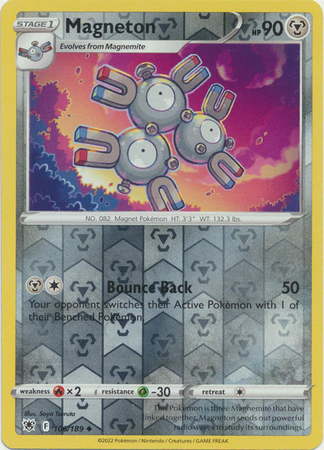 STAGE 1 Magneton HP 90
Evolves from Magnemite
NO. 082 Magnet Pokémon HT: 3'3" WT: 132.3 lbs.
Bounce Back 50
Your opponent switches their Active Pokémon with 1 of
their Benched Pokémon.
weakness ×2 resistance -30 retreat
Illus. Saya Tsuruta
F 106/189
This Pokémon is three Magnemite that have
linked together. Magneton sends out powerful
radio waves to study its surroundings.
©2022 Pokémon / Nintendo / Creatures / GAME FREAK